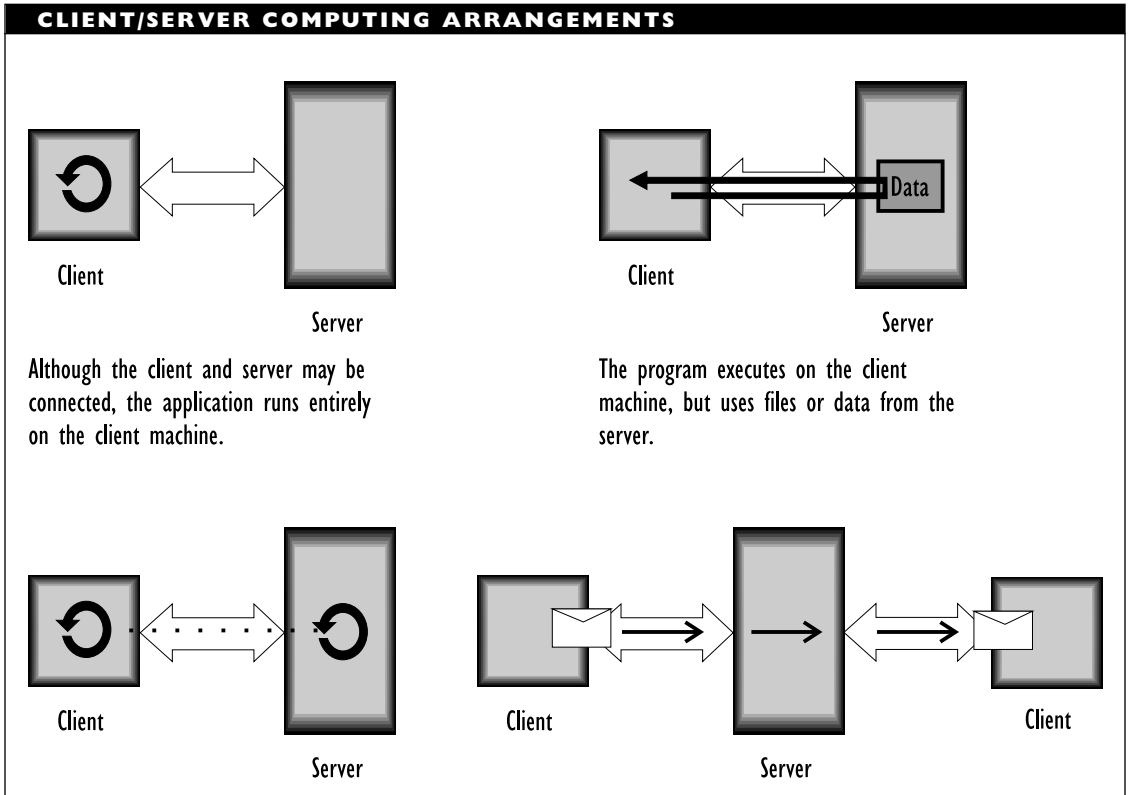 CLIENT/SERVER COMPUTING ARRANGEMENTS
Client
Server
Although the client and server may be
connected, the application runs entirely
on the client machine.
Data
Client
Server
The program executes on the client
machine, but uses files or data from the
server.
Client
Server
Client
Server
Client